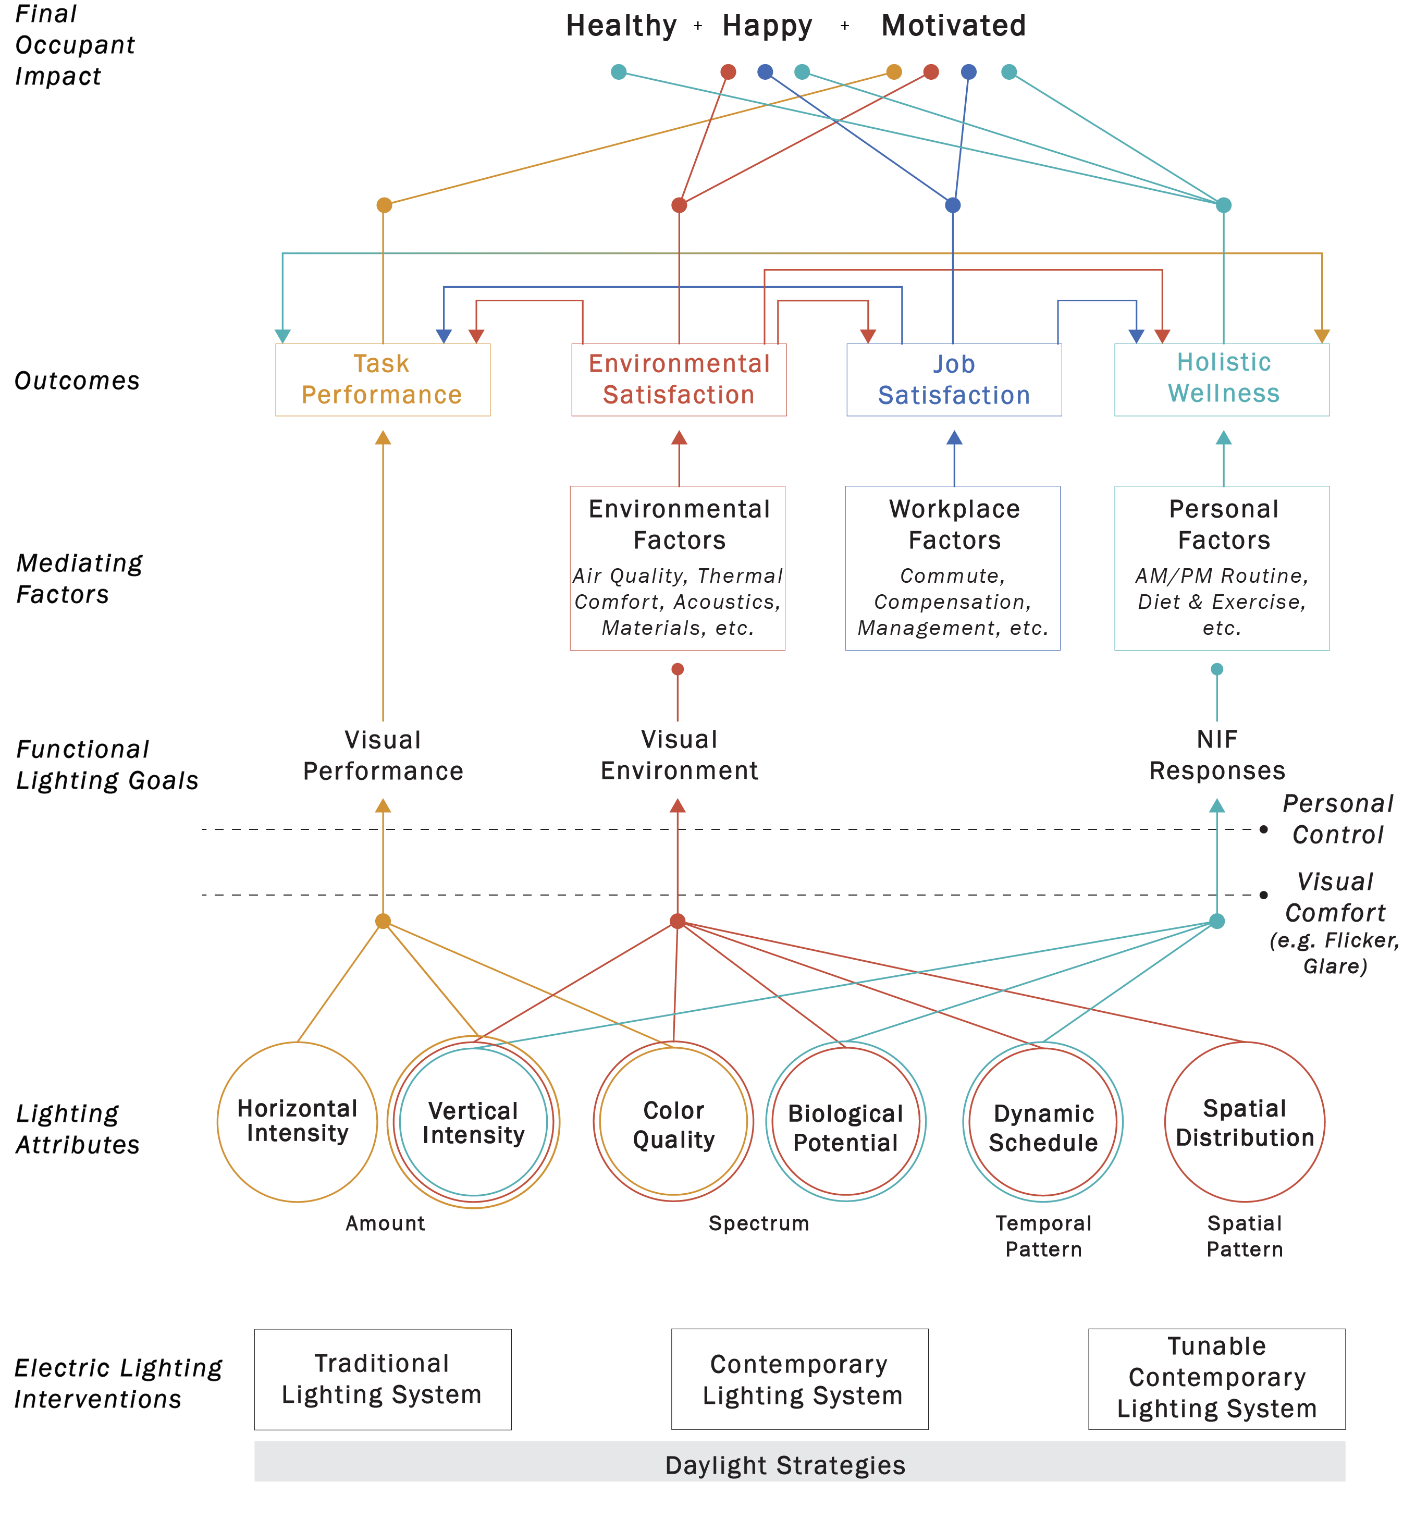 Final
Occupant
Impact
Healthy + Happy + Motivated
Outcomes
Task
Performance
Environmental
Satisfaction
Job
Satisfaction
Holistic
Wellness
Mediating
Factors
Environmental
Factors
Air Quality, Thermal
Comfort, Acoustics,
Materials, etc.
Workplace
Factors
Commute,
Compensation,
Management, etc.
Personal
Factors
AM/PM Routine,
Diet & Exercise,
etc.
Functional
Lighting Goals
Visual
Performance
Visual
Environment
NIF
Responses
Personal
Control
Visual
Comfort
(e.g. Flicker,
Glare)
Lighting
Attributes
Horizontal
Intensity
Vertical
Intensity
Color
Quality
Biological
Potential
Dynamic
Schedule
Spatial
Distribution
Amount
Spectrum
Temporal
Pattern
Spatial
Pattern
Electric Lighting
Interventions
Traditional
Lighting System
Contemporary
Lighting System
Tunable
Contemporary
Lighting System
Daylight Strategies